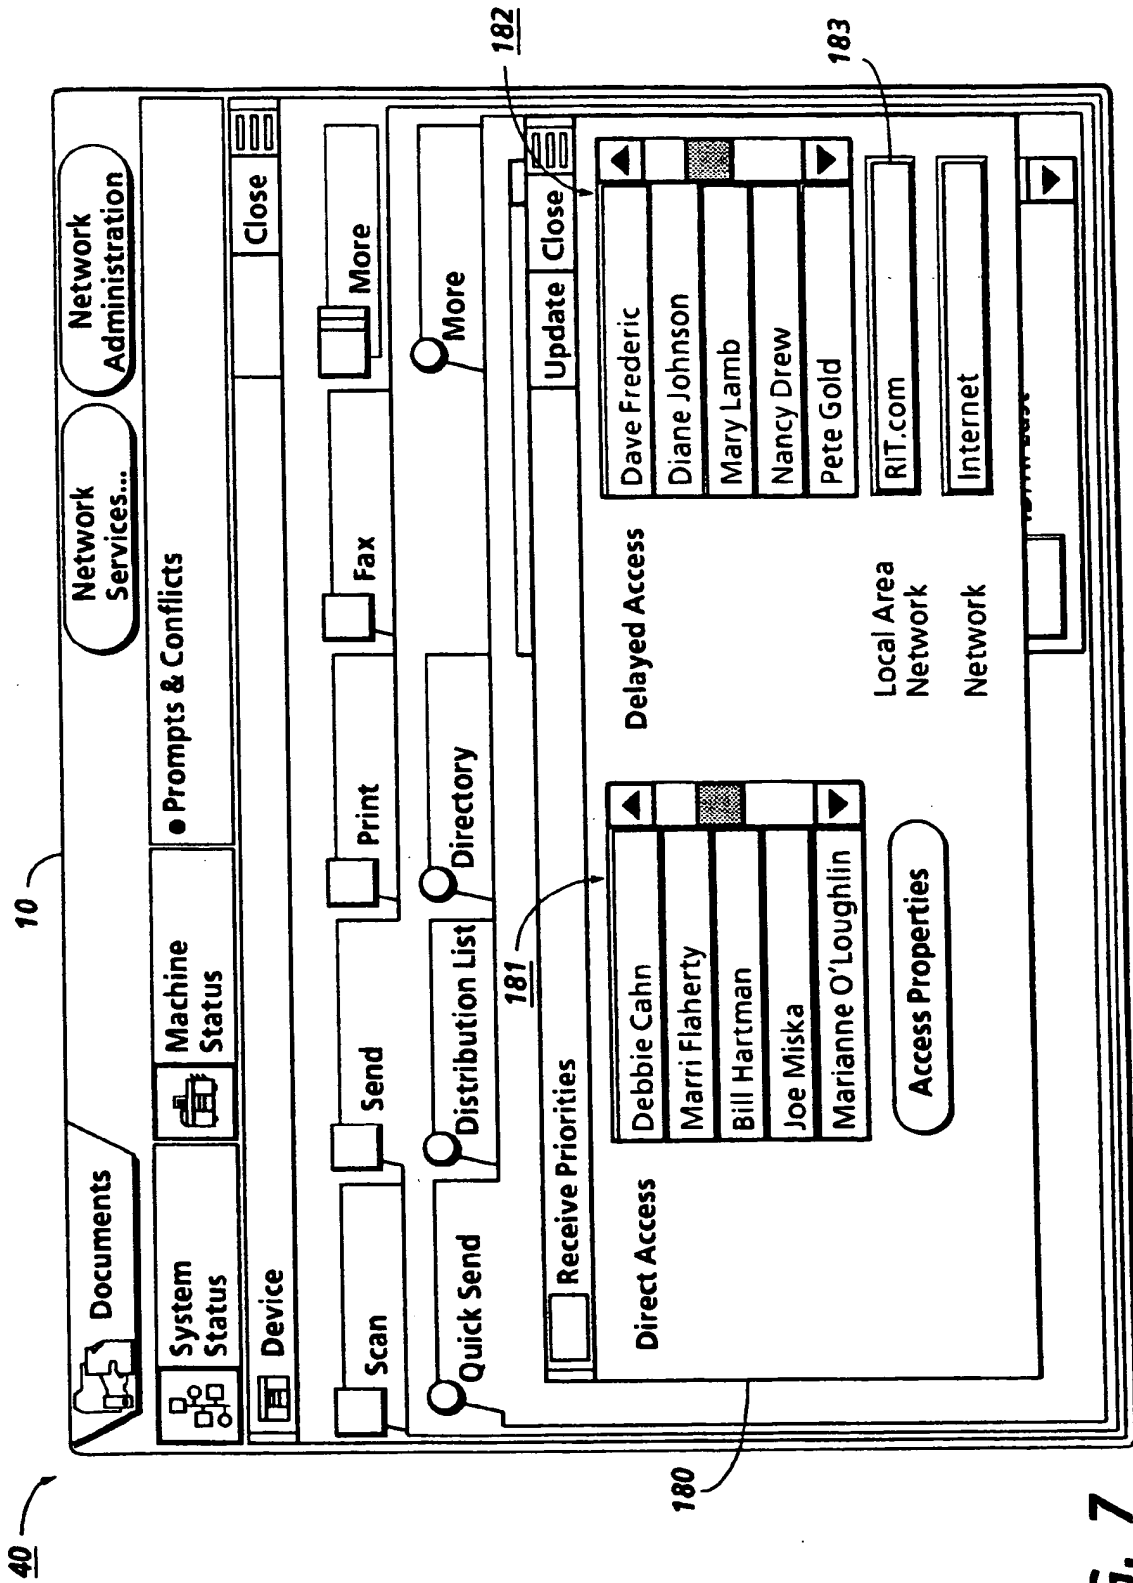 40
10
Documents
Network
Services...
Network
Administration
System
Status
Machine
Status
● Prompts & Conflicts
Device
Close
Scan
Send
Print
Fax
More
Quick Send
Distribution List
Directory
More
181
182
Receive Priorities
Update
Close
Direct Access
Debbie Cahn
Marri Flaherty
Bill Hartman
Joe Miska
Marianne O'Loughlin
Access Properties
Delayed Access
Dave Frederic
Diane Johnson
Mary Lamb
Nancy Drew
Pete Gold
Local Area
Network
RIT.com
183
Network
Internet
180
7